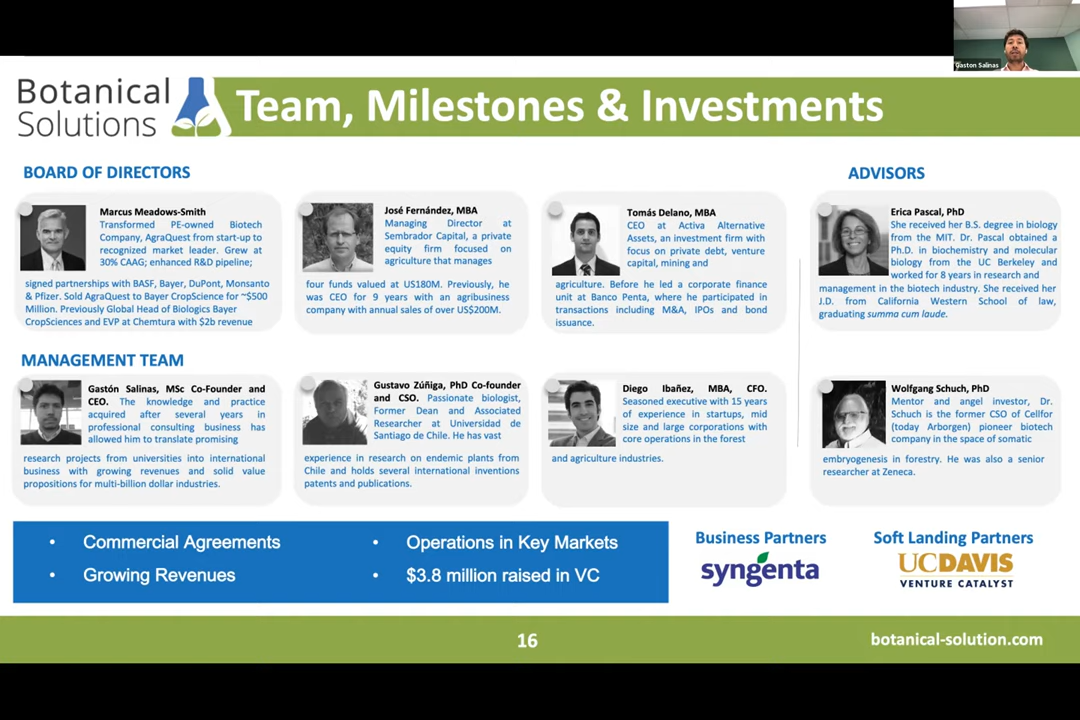 Gaston Salinas
Botanical
Solutions
Team, Milestones & Investments
BOARD OF DIRECTORS
Marcus Meadows-Smith
Transformed PE-owned Biotech
Company, AgraQuest from start-up to
recognized market leader. Grew at
30% CAAG; enhanced R&D pipeline;
signed partnerships with BASF, Bayer, DuPont, Monsanto
& Pfizer. Sold AgraQuest to Bayer CropScience for ~$500
Million. Previously Global Head of Biologics Bayer
CropSciences and EVP at Chemtura with $2b revenue
José Fernández, MBA
Managing Director at
Sembrador Capital, a private
equity firm focused on
agriculture that manages
four funds valued at US180M. Previously, he
was CEO for 9 years with an agribusiness
company with annual sales of over US$200M.
Tomás Delano, MBA
CEO at Activa Alternative
Assets, an investment firm with
focus on private debt, venture
capital, mining and
agriculture. Before he led a corporate finance
unit at Banco Penta, where he participated in
transactions including M&A, IPOs and bond
issuance.
ADVISORS
Erica Pascal, PhD
She received her B.S. degree in biology
from the MIT. Dr. Pascal obtained a
Ph.D. in biochemistry and molecular
biology from the UC Berkeley and
worked for 8 years in research and
management in the biotech industry. She received her
J.D. from California Western School of law,
graduating summa cum laude.
MANAGEMENT TEAM
Gastón Salinas, MSc Co-Founder and
CEO. The knowledge and practice
acquired after several years in
professional consulting business has
allowed him to translate promising
research projects from universities into international
business with growing revenues and solid value
propositions for multi-billion dollar industries.
Gustavo Zúñiga, PhD Co-founder
and CSO. Passionate biologist,
Former Dean and Associated
Researcher at Universidad de
Santiago de Chile. He has vast
experience in research on endemic plants from
Chile and holds several international inventions
patents and publications.
Diego Ibañez, MBA, CFO.
Seasoned executive with 15 years
of experience in startups, mid
size and large corporations with
core operations in the forest
and agriculture industries.
Wolfgang Schuch, PhD
Mentor and angel investor, Dr.
Schuch is the former CSO of Cellfor
(today Arborgen) pioneer biotech
company in the space of somatic
embryogenesis in forestry. He was also a senior
researcher at Zeneca.
• Commercial Agreements
• Growing Revenues
• Operations in Key Markets
• $3.8 million raised in VC
Business Partners
syngenta
Soft Landing Partners
UCDAVIS
VENTURE CATALYST
16
botanical-solution.com